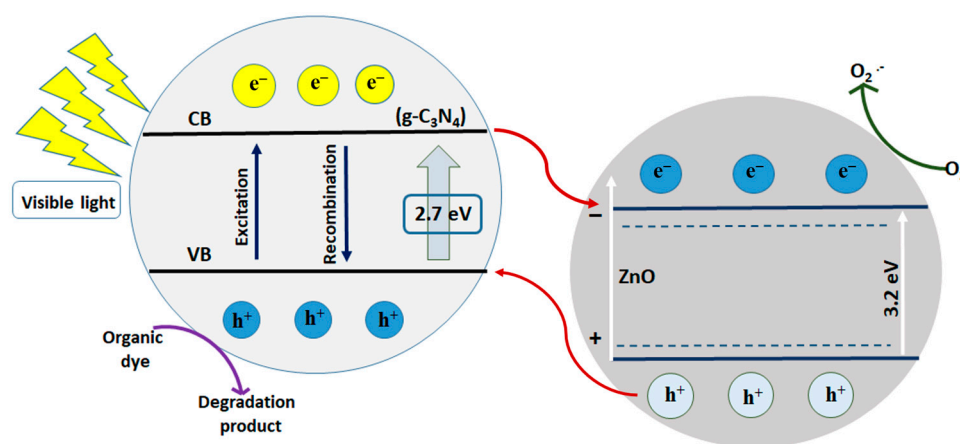 e⁻ e⁻ e⁻
CB
(g-C₃N₄)
Visible light
Excitation
Recombination
2.7 eV
VB
h⁺ h⁺ h⁺
Organic
dye
Degradation
product
O₂˙⁻
O
e⁻ e⁻ e⁻
−
ZnO
3.2 eV
+
h⁺ h⁺ h⁺